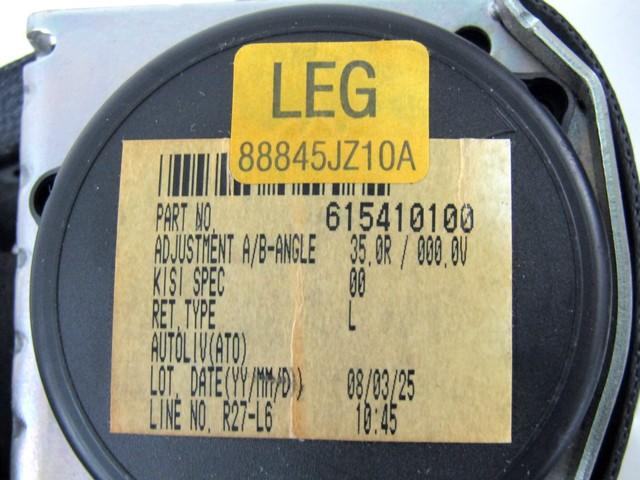 LEG
88845JZ10A
PART NO. 615410100
ADJUSTMENT A/B-ANGLE 35.0R / 000.0V
KISI SPEC 00
RET.TYPE L
AUTOLIV(ATO)
LOT. DATE(YY/MM/D) 08/03/25
LINE NO. R27-L6 10:45